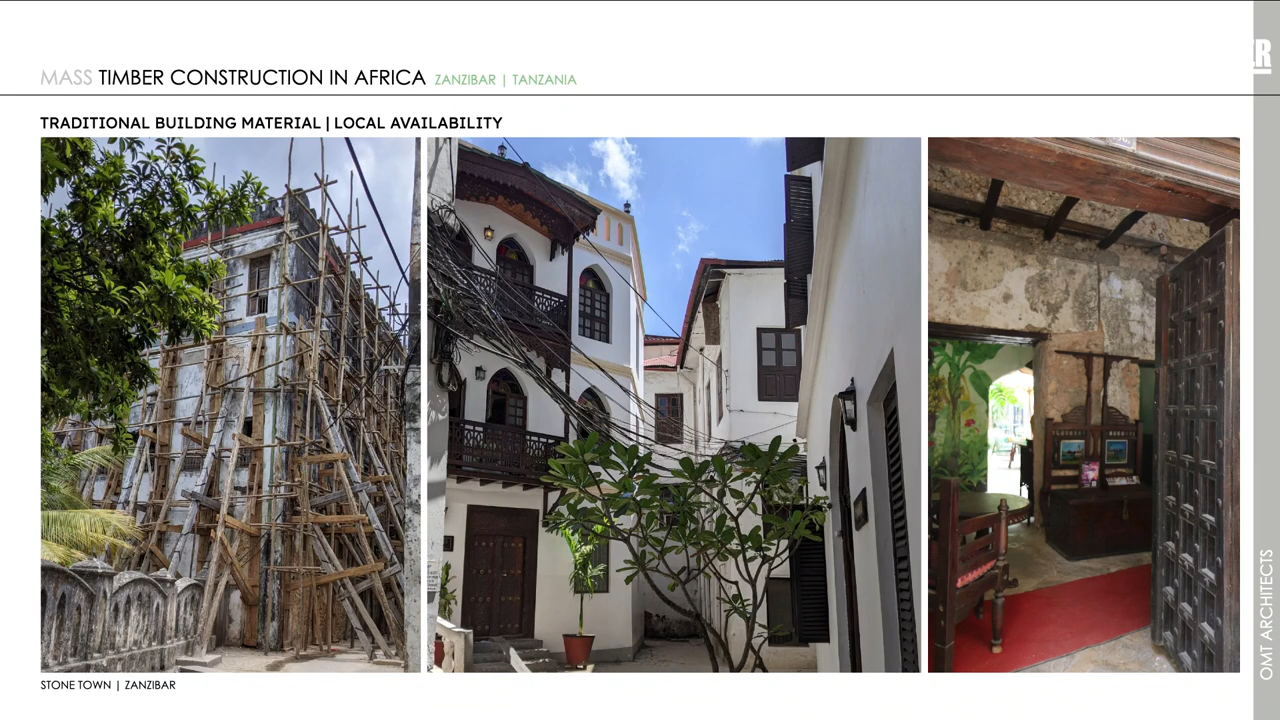 MASS TIMBER CONSTRUCTION IN AFRICA ZANZIBAR | TANZANIA
TRADITIONAL BUILDING MATERIAL | LOCAL AVAILABILITY
STONE TOWN | ZANZIBAR
OMT ARCHITECTS